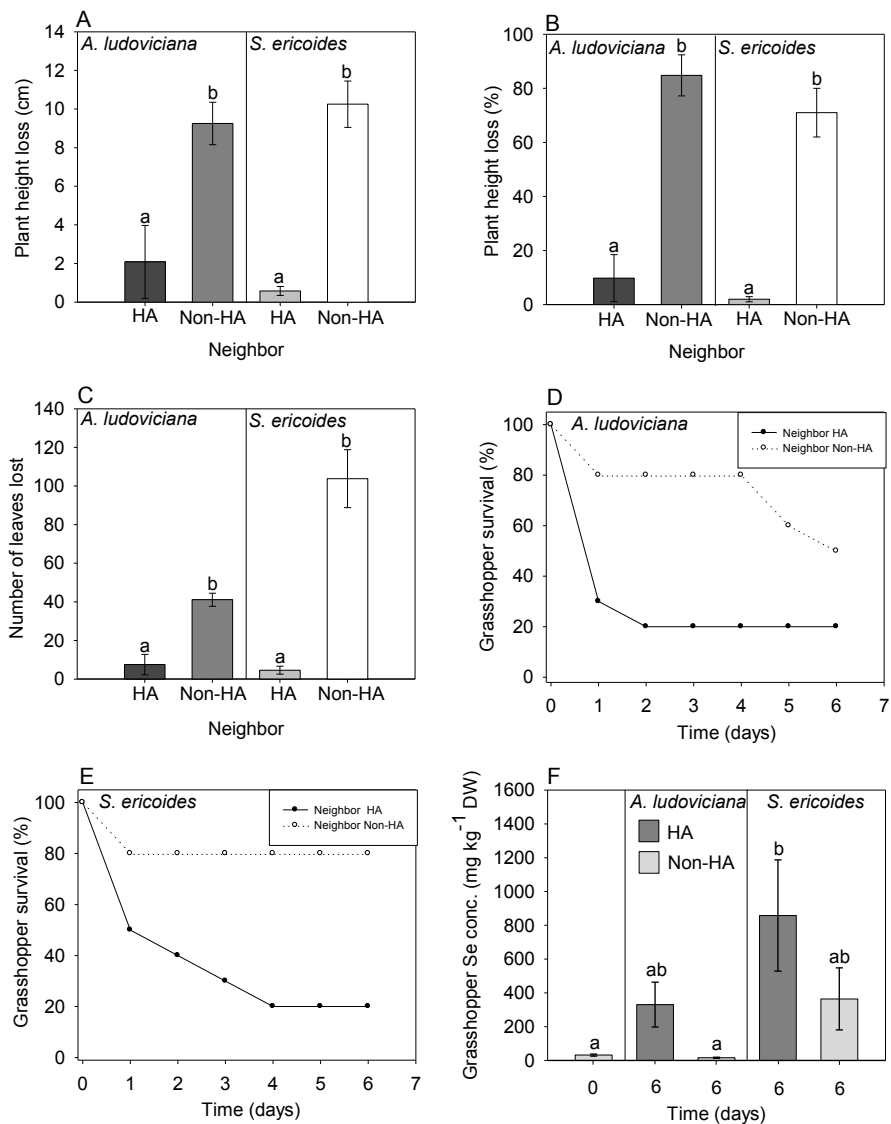 A
A. ludoviciana
S. ericoides
Plant height loss (cm)
14
12
10
8
6
4
2
0
a
b
a
b
HA
Non-HA
HA
Non-HA
Neighbor
B
A. ludoviciana
S. ericoides
Plant height loss (%)
100
80
60
40
20
0
a
b
a
b
HA
Non-HA
HA
Non-HA
Neighbor
C
A. ludoviciana
S. ericoides
Number of leaves lost
140
120
100
80
60
40
20
0
a
b
a
b
HA
Non-HA
HA
Non-HA
Neighbor
D
A. ludoviciana
Neighbor HA
Neighbor Non-HA
Grasshopper survival (%)
100
80
60
40
20
0
0 1 2 3 4 5 6 7
Time (days)
E
S. ericoides
Neighbor HA
Neighbor Non-HA
Grasshopper survival (%)
100
80
60
40
20
0
0 1 2 3 4 5 6 7
Time (days)
F
A. ludoviciana
S. ericoides
HA
Non-HA
Grasshopper Se conc. (mg kg⁻¹ DW)
1600
1400
1200
1000
800
600
400
200
0
a
ab
a
b
ab
0 6 6 6 6
Time (days)